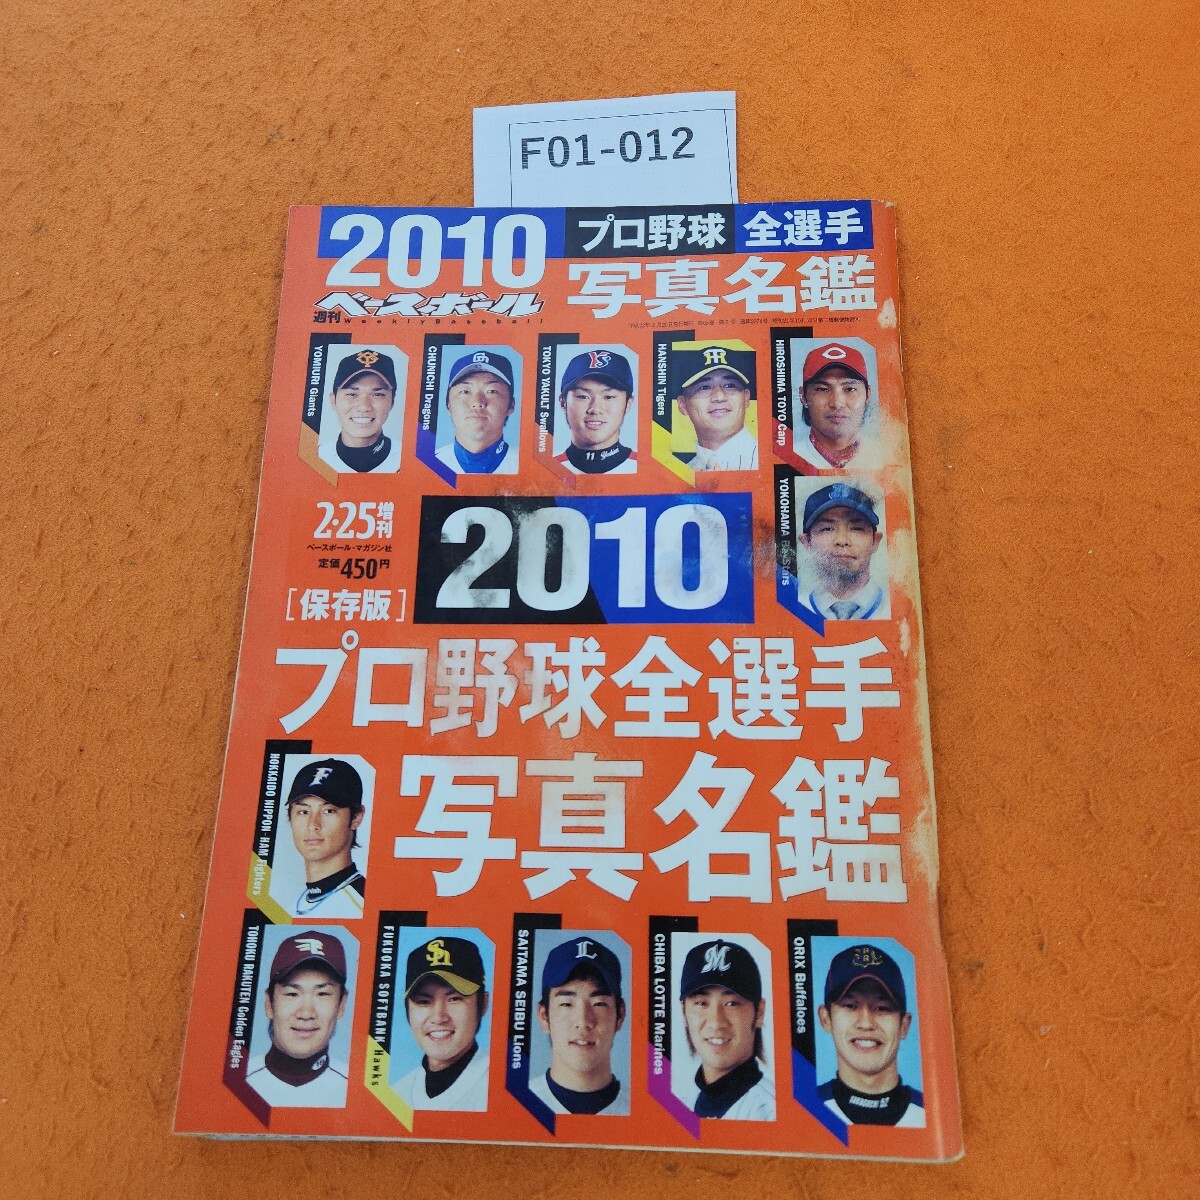 F01-012
2010 プロ野球 全選手
写真名鑑
週刊 ベースボール
Weekly Baseball
YOMIURI Giants
CHUNICHI Dragons
TOKYO YAKULT Swallows
HANSHIN Tigers
HIROSHIMA TOYO Carp
YOKOHAMA BayStars
2・25増刊
ベースボール・マガジン社
定価450円
[保存版]
2010
プロ野球全選手
写真名鑑
HOKKAIDO NIPPON-HAM Fighters
TOHOKU RAKUTEN Golden Eagles
FUKUOKA SOFTBANK Hawks
SAITAMA SEIBU Lions
CHIBA LOTTE Marines
ORIX Buffaloes